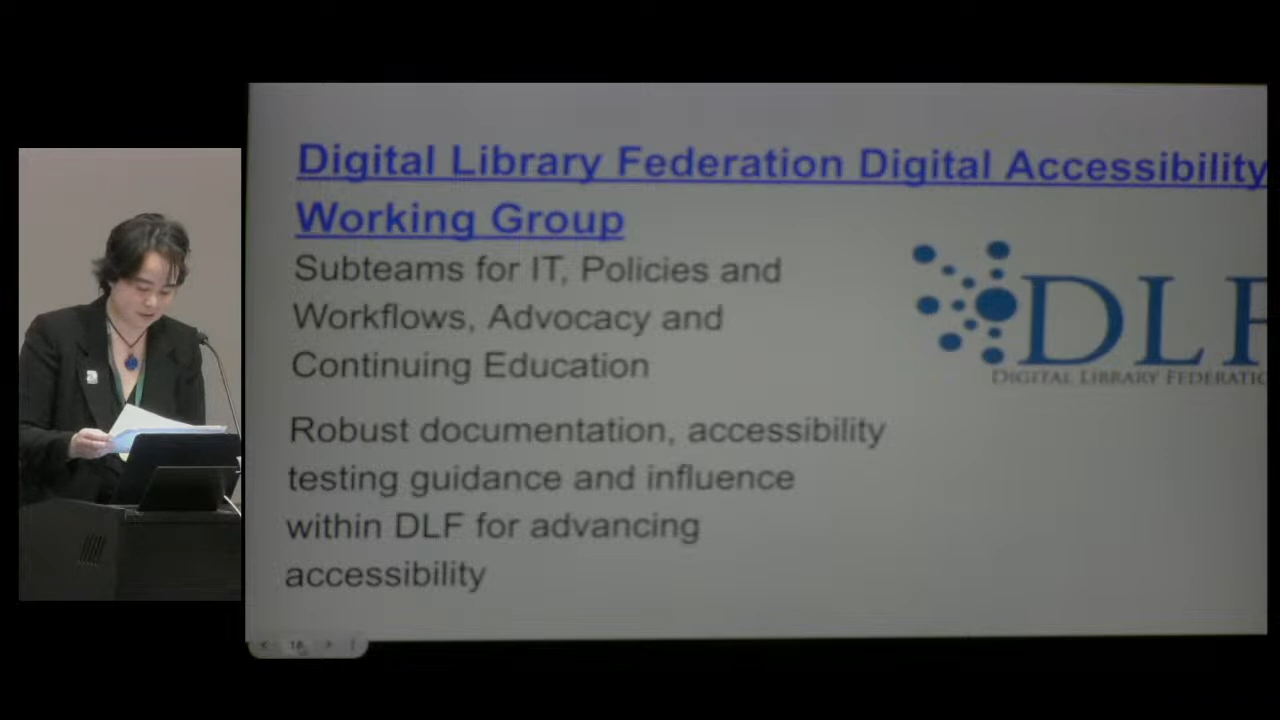 Digital Library Federation Digital Accessibility
Working Group
Subteams for IT, Policies and
Workflows, Advocacy and
Continuing Education
DLF
DIGITAL LIBRARY FEDERATIO
Robust documentation, accessibility
testing guidance and influence
within DLF for advancing
accessibility